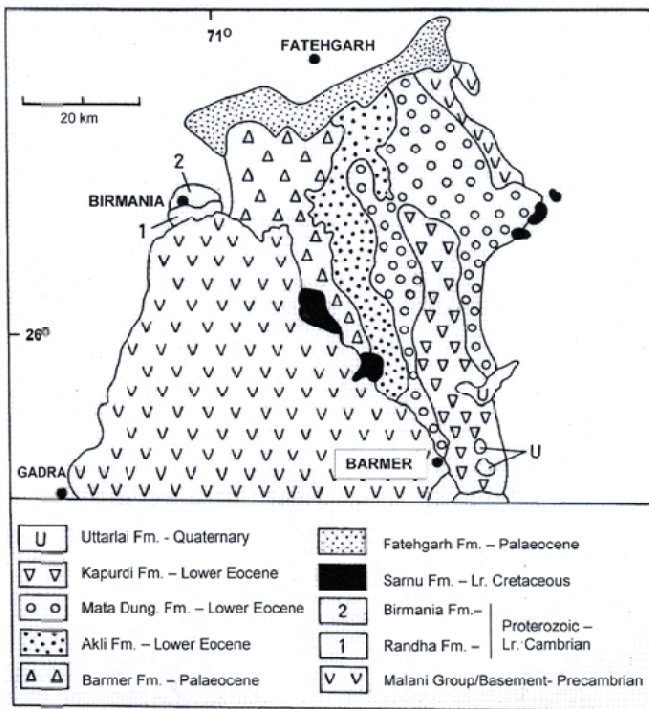 71⁰
FATEHGARH
20 km
2
BIRMANIA
1
26⁰
U
U
BARMER
GADRA
U Uttarlai Fm. - Quaternary
Kapurdi Fm. – Lower Eocene
Mata Dung. Fm. – Lower Eocene
Akli Fm. – Lower Eocene
Barmer Fm. – Palaeocene
Fatehgarh Fm. – Palaeocene
Sarnu Fm. – Lr. Cretaceous
2 Birmania Fm.–
1 Randha Fm. –
Proterozoic –
Lr. Cambrian
Malani Group/Basement- Precambrian